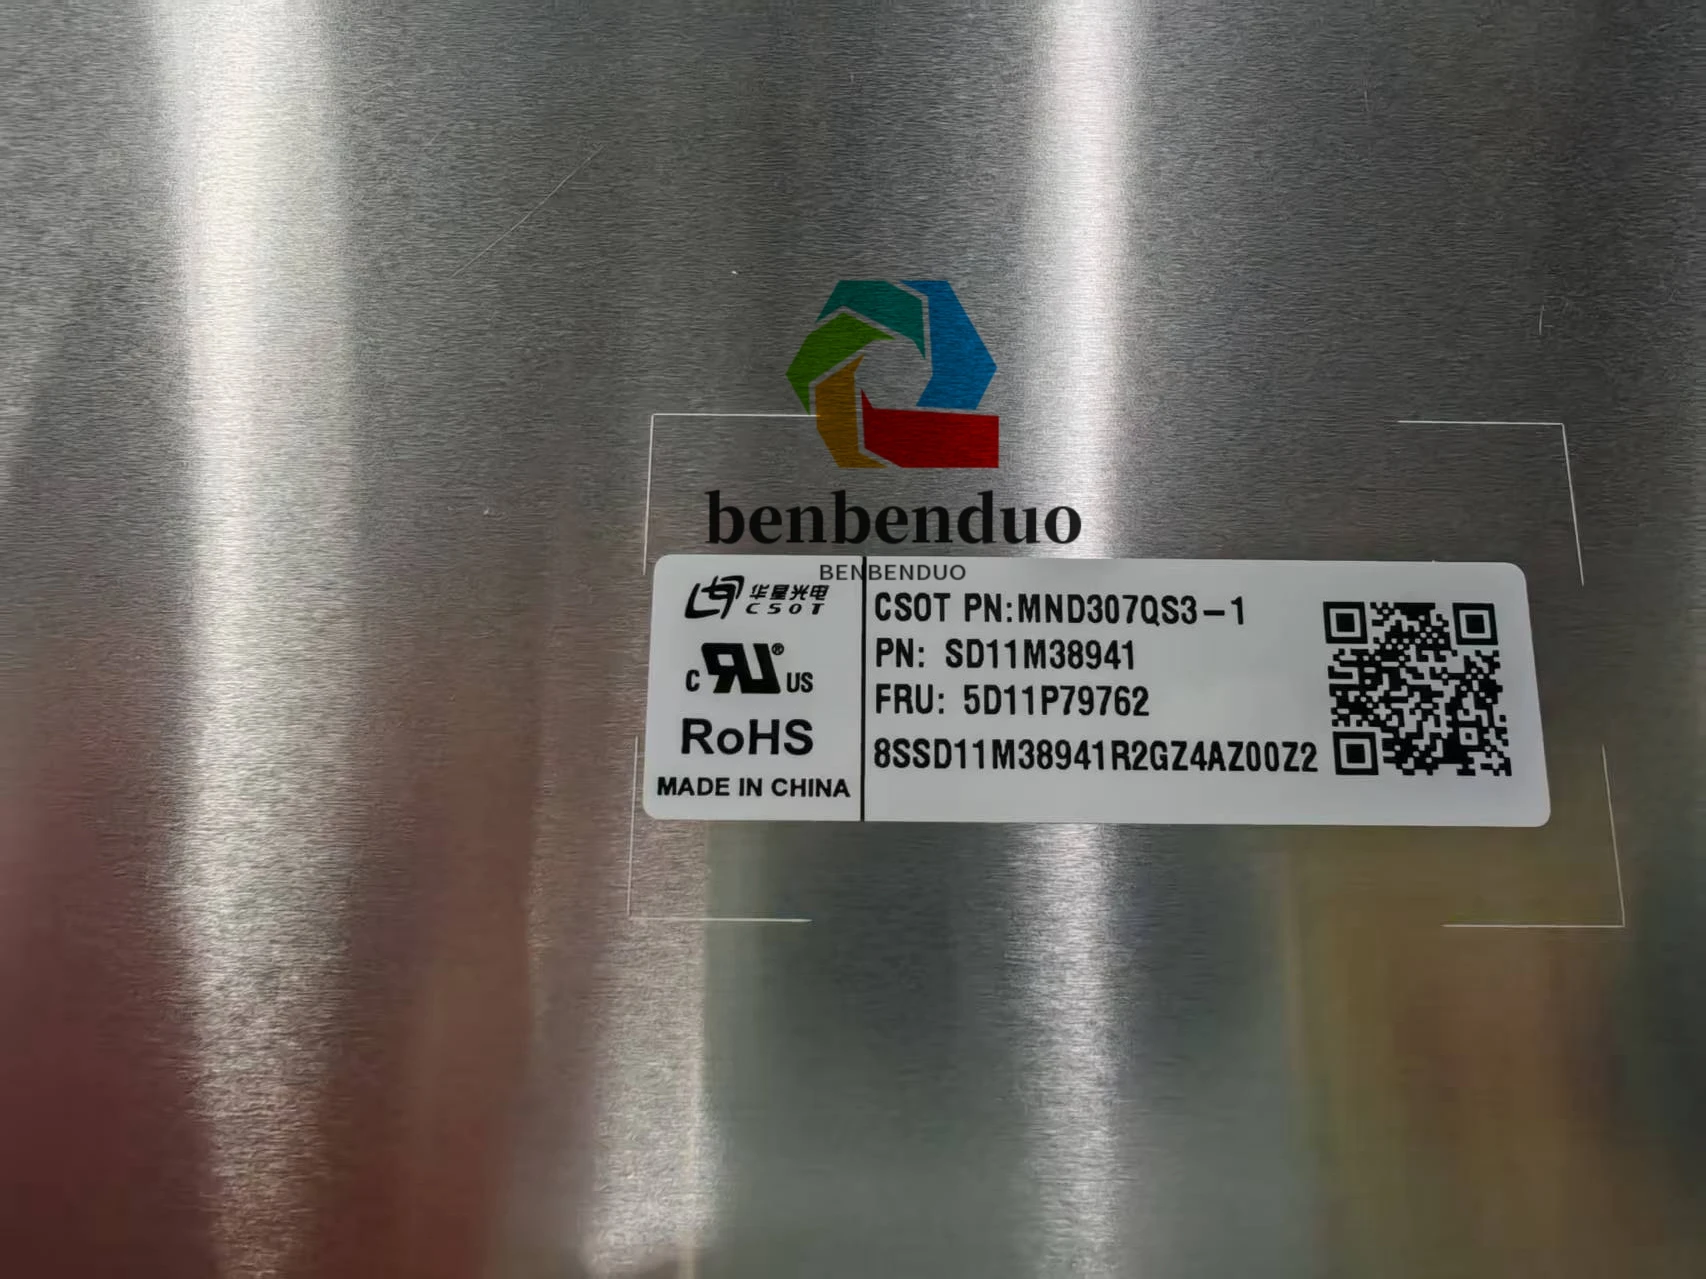 benbenduo
BENBENDUO
华星光电
CSOT
C RU ® US
RoHS
MADE IN CHINA
CSOT PN:MND307QS3-1
PN: SD11M38941
FRU: 5D11P79762
8SSD11M38941R2GZ4AZ00Z2